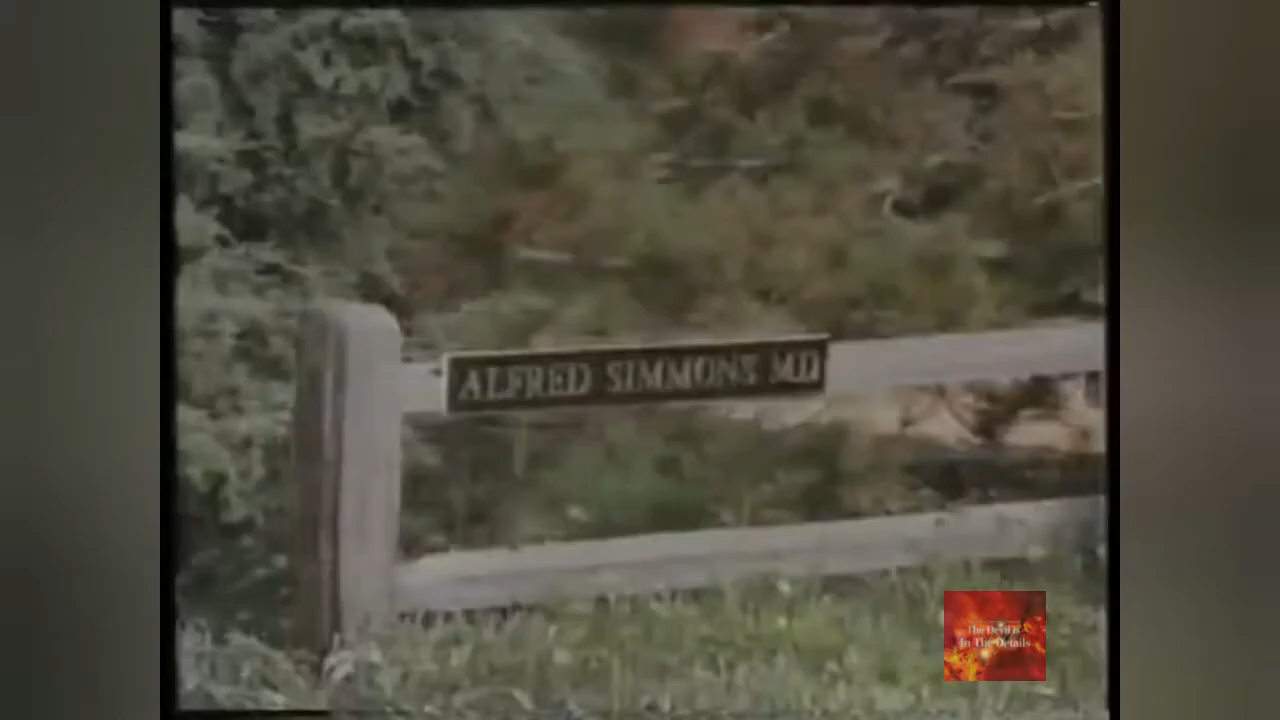 ALFRED SIMMONS MD
The Devil is
In The Details